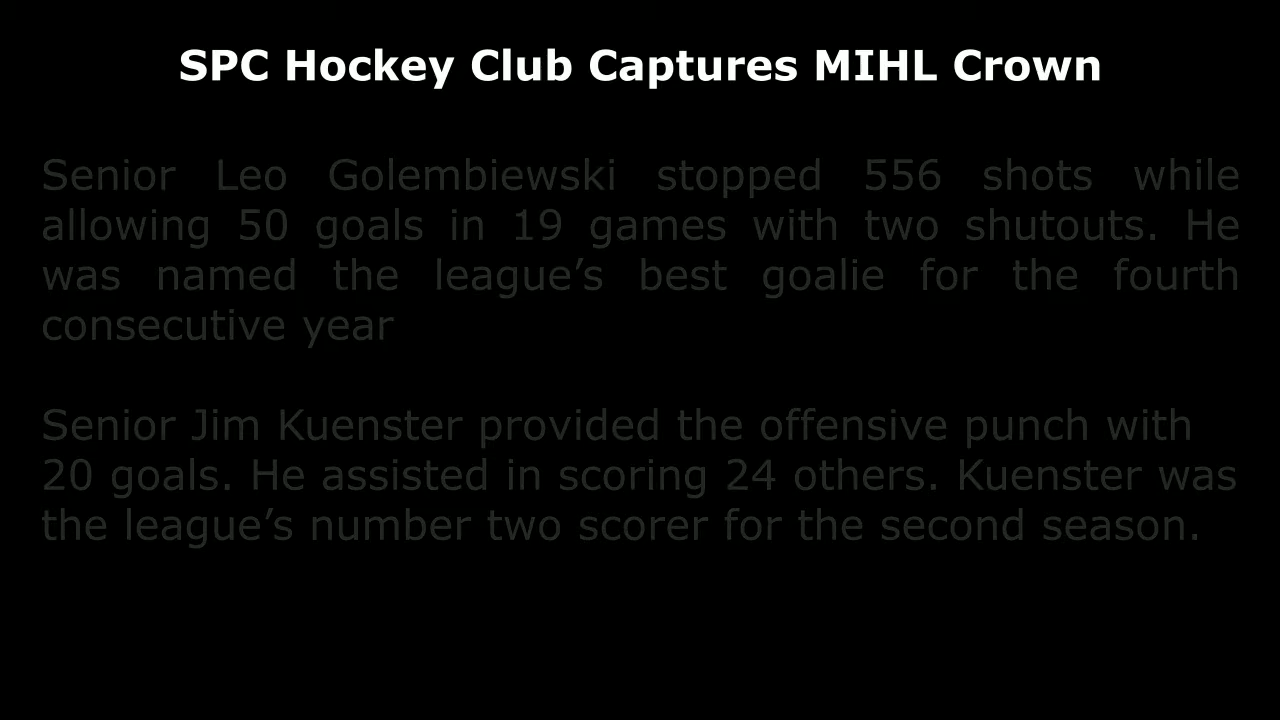 SPC Hockey Club Captures MIHL Crown
Senior Leo Golembiewski stopped 556 shots while
allowing 50 goals in 19 games with two shutouts. He
was named the league’s best goalie for the fourth
consecutive year
Senior Jim Kuenster provided the offensive punch with
20 goals. He assisted in scoring 24 others. Kuenster was
the league’s number two scorer for the second season.